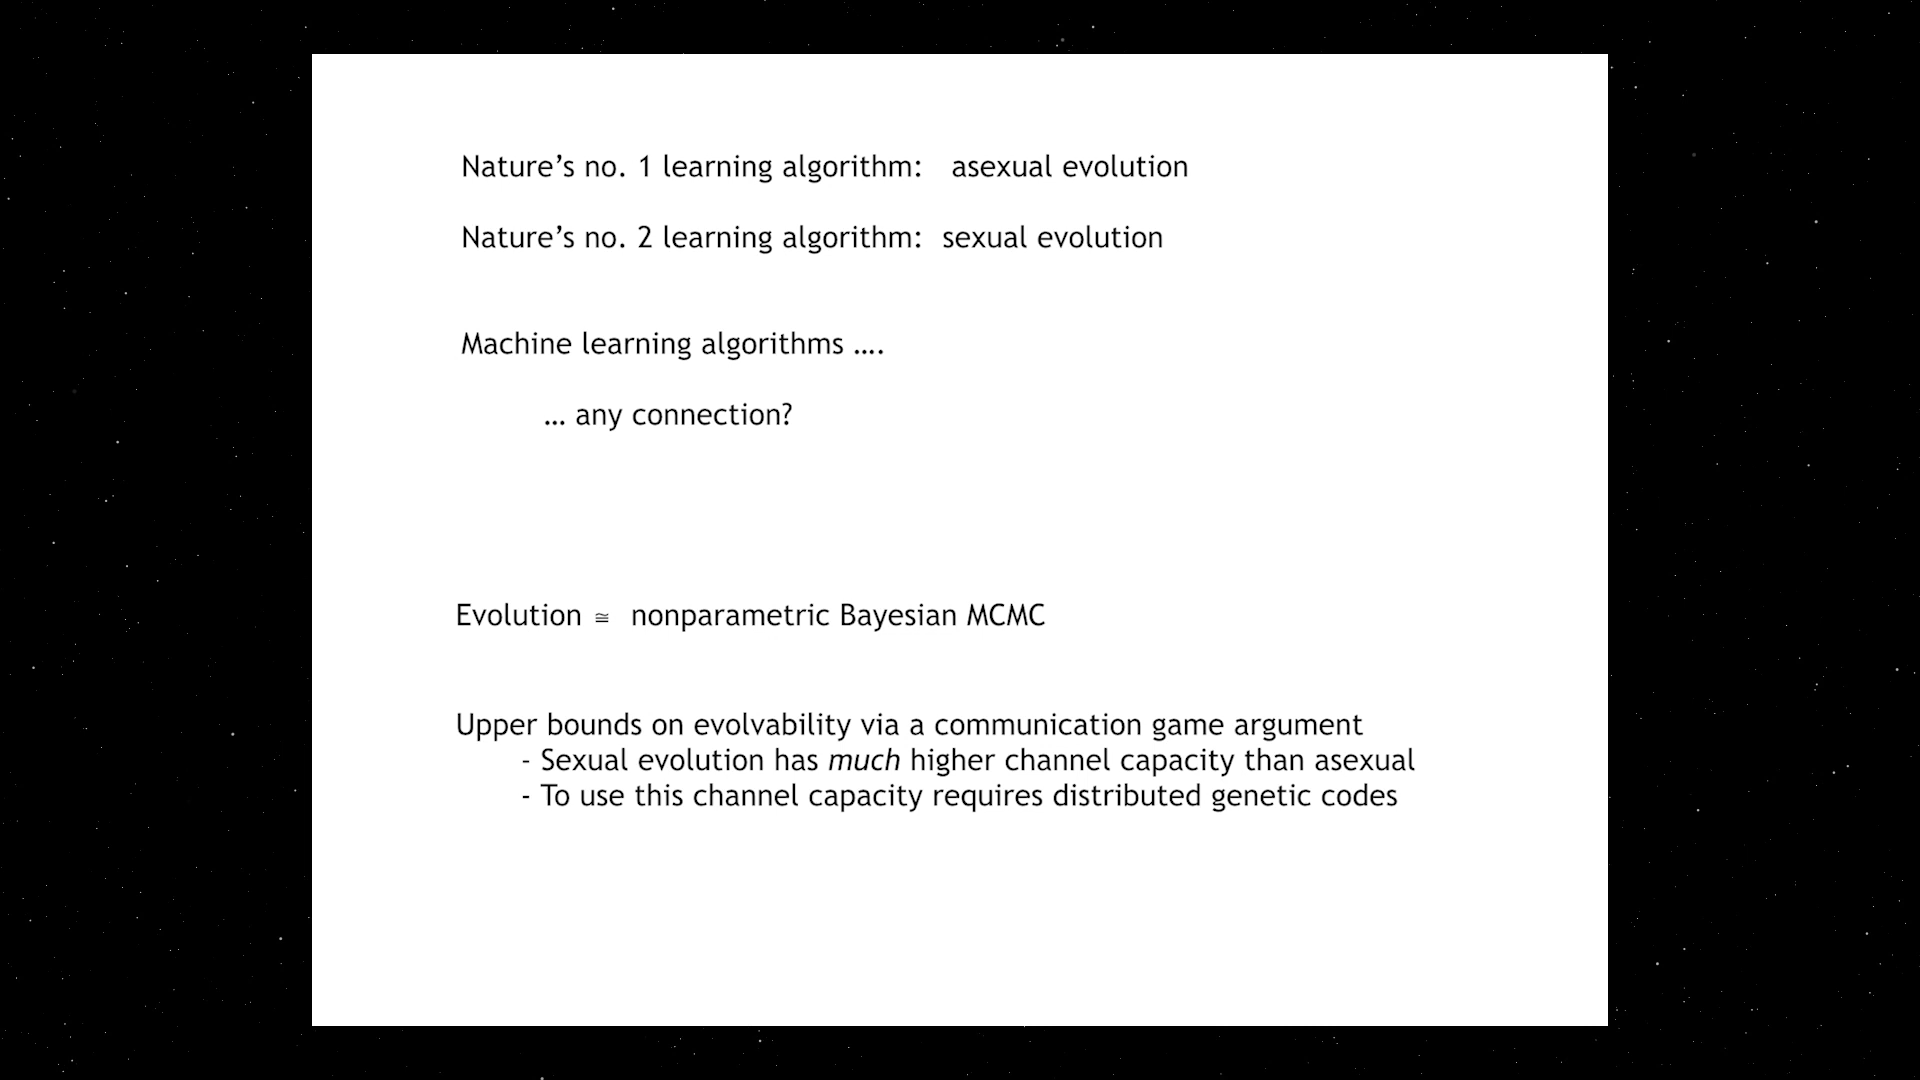 Nature’s no. 1 learning algorithm: asexual evolution
Nature’s no. 2 learning algorithm: sexual evolution
Machine learning algorithms ….
… any connection?
Evolution ≅ nonparametric Bayesian MCMC
Upper bounds on evolvability via a communication game argument
- Sexual evolution has much higher channel capacity than asexual
- To use this channel capacity requires distributed genetic codes